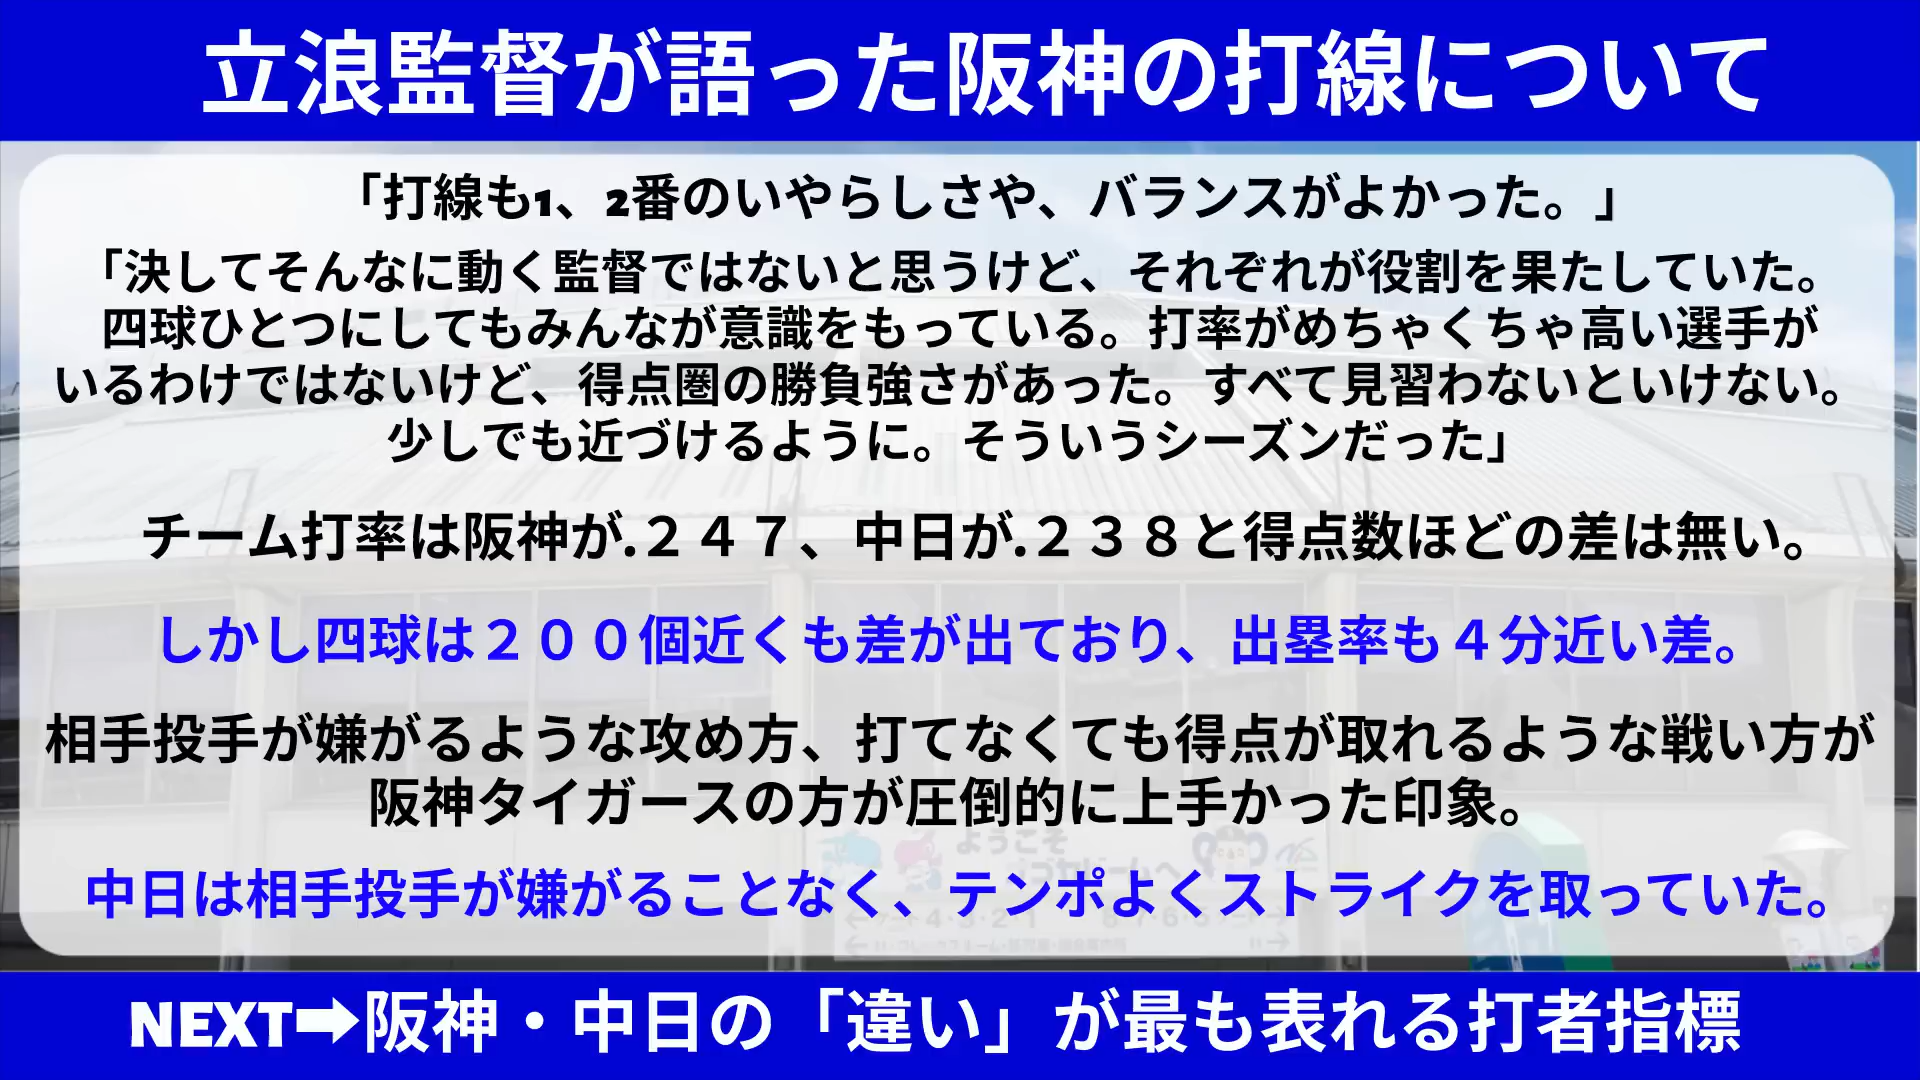 立浪監督が語った阪神の打線について
「打線も1、2番のいやらしさや、バランスがよかった。」
「決してそんなに動く監督ではないと思うけど、それぞれが役割を果たしていた。
四球ひとつにしてもみんなが意識をもっている。打率がめちゃくちゃ高い選手が
いるわけではないけど、得点圏の勝負強さがあった。すべて見習わないといけない。
少しでも近づけるように。そういうシーズンだった」
チーム打率は阪神が.２４７、中日が.２３８と得点数ほどの差は無い。
しかし四球は２００個近くも差が出ており、出塁率も４分近い差。
相手投手が嫌がるような攻め方、打てなくても得点が取れるような戦い方が
阪神タイガースの方が圧倒的に上手かった印象。
ようこそ
中日は相手投手が嫌がることなく、テンポよくストライクを取っていた。
NEXT➡阪神・中日の「違い」が最も表れる打者指標